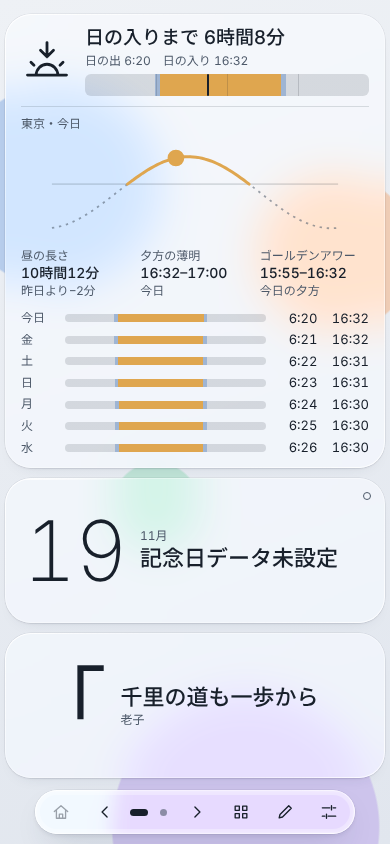 日の入りまで 6時間8分
日の出 6:20 日の入り 16:32
東京・今日
昼の長さ 夕方の薄明 ゴールデンアワー
10時間12分 16:32–17:00 15:55–16:32
昨日より−2分 今日 今日の夕方
今日 6:20 16:32
金 6:21 16:32
土 6:22 16:31
日 6:23 16:31
月 6:24 16:30
火 6:25 16:30
水 6:26 16:30
19
11月
記念日データ未設定
「
千里の道も一歩から
老子